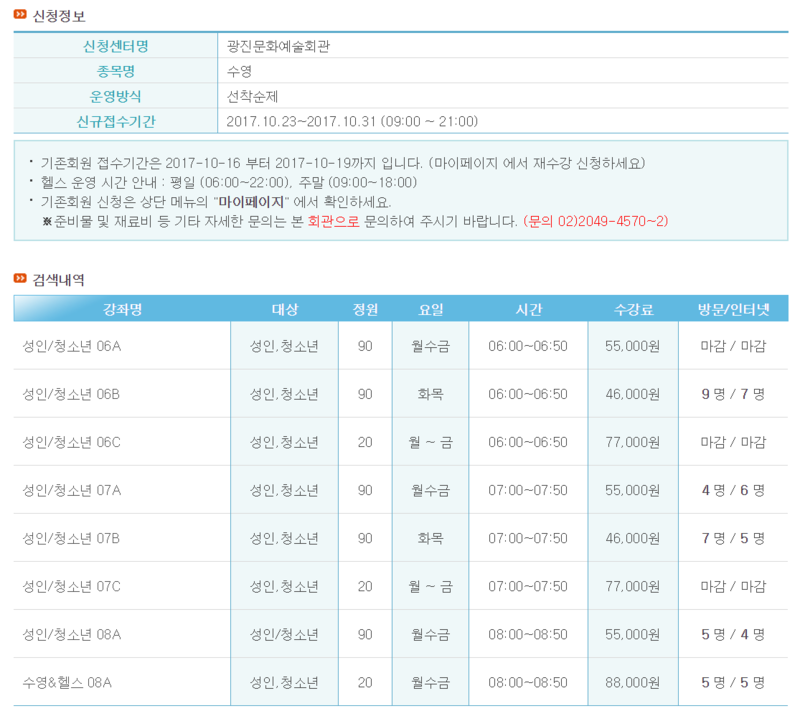 신청정보
신청센터명 광진문화예술회관
종목명 수영
운영방식 선착순제
신규접수기간 2017.10.23~2017.10.31 (09:00 ~ 21:00)
· 기존회원 접수기간은 2017-10-16 부터 2017-10-19까지 입니다. (마이페이지 에서 재수강 신청하세요)
· 헬스 운영 시간 안내 : 평일 (06:00~22:00), 주말 (09:00~18:00)
· 기존회원 신청은 상단 메뉴의 "마이페이지" 에서 확인하세요.
※준비물 및 재료비 등 기타 자세한 문의는 본 회관으로 문의하여 주시기 바랍니다. (문의 02)2049-4570~2)
검색내역
강좌명 대상 정원 요일 시간 수강료 방문/인터넷
성인/청소년 06A 성인,청소년 90 월수금 06:00~06:50 55,000원 마감 / 마감
성인/청소년 06B 성인,청소년 90 화목 06:00~06:50 46,000원 9 명 / 7 명
성인/청소년 06C 성인,청소년 20 월 ~ 금 06:00~06:50 77,000원 마감 / 마감
성인/청소년 07A 성인,청소년 90 월수금 07:00~07:50 55,000원 4 명 / 6 명
성인/청소년 07B 성인,청소년 90 화목 07:00~07:50 46,000원 7 명 / 5 명
성인/청소년 07C 성인,청소년 20 월 ~ 금 07:00~07:50 77,000원 마감 / 마감
성인/청소년 08A 성인/청소년 90 월수금 08:00~08:50 55,000원 5 명 / 4 명
수영&헬스 08A 성인,청소년 20 월수금 08:00~08:50 88,000원 5 명 / 5 명